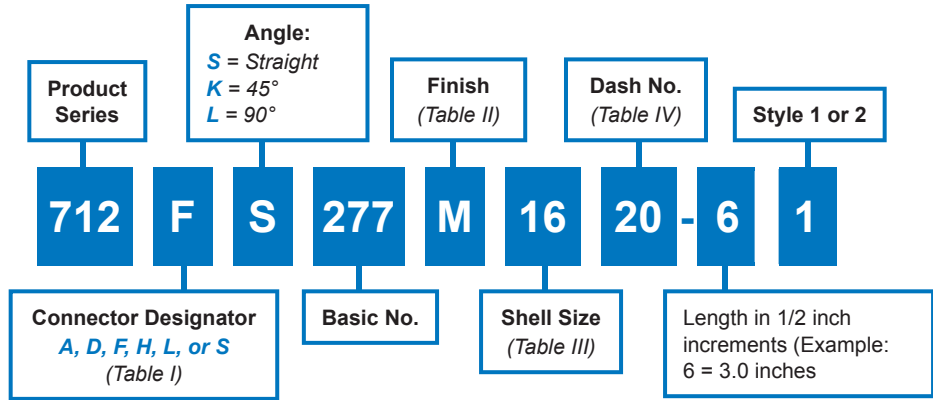 Angle:
S = Straight
K = 45°
L = 90°
Product
Series
Finish
(Table II)
Dash No.
(Table IV)
Style 1 or 2
712 F S 277 M 16 20 - 6 1
Connector Designator
A, D, F, H, L, or S
(Table I)
Basic No.
Shell Size
(Table III)
Length in 1/2 inch
increments (Example:
6 = 3.0 inches